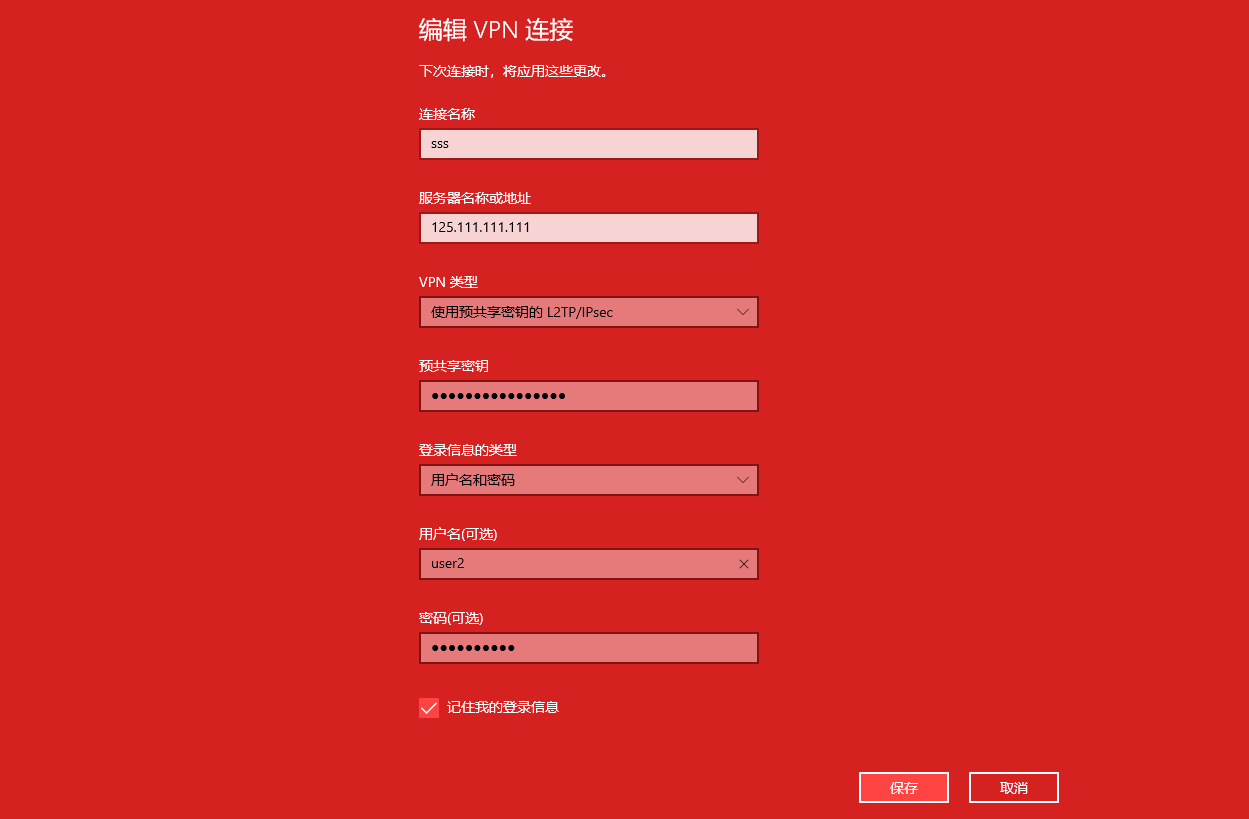 编辑 VPN 连接
下次连接时，将应用这些更改。
连接名称
sss
服务器名称或地址
125.111.111.111
VPN 类型
使用预共享密钥的 L2TP/IPsec
预共享密钥
●●●●●●●●●●●●●●●●
登录信息的类型
用户名和密码
用户名(可选)
user2
密码(可选)
●●●●●●●●●●
记住我的登录信息
保存 取消